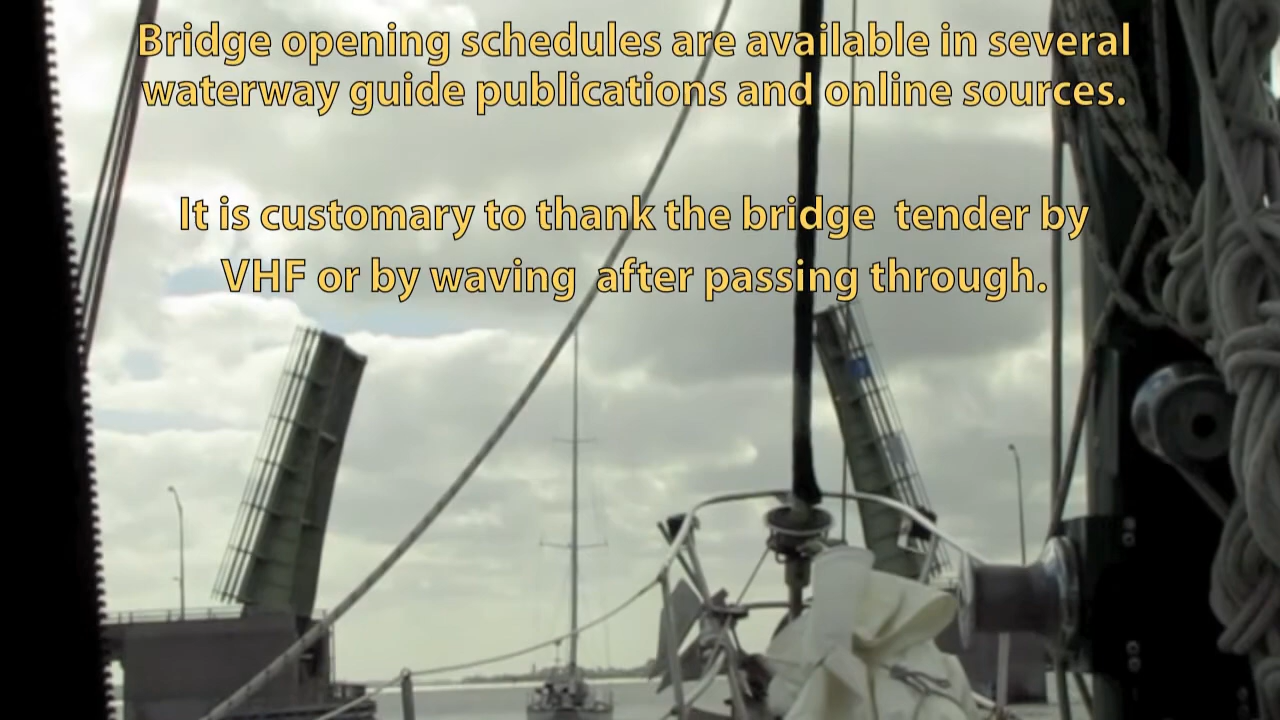 Bridge opening schedules are available in several
waterway guide publications and online sources.
It is customary to thank the bridge tender by
VHF or by waving after passing through.